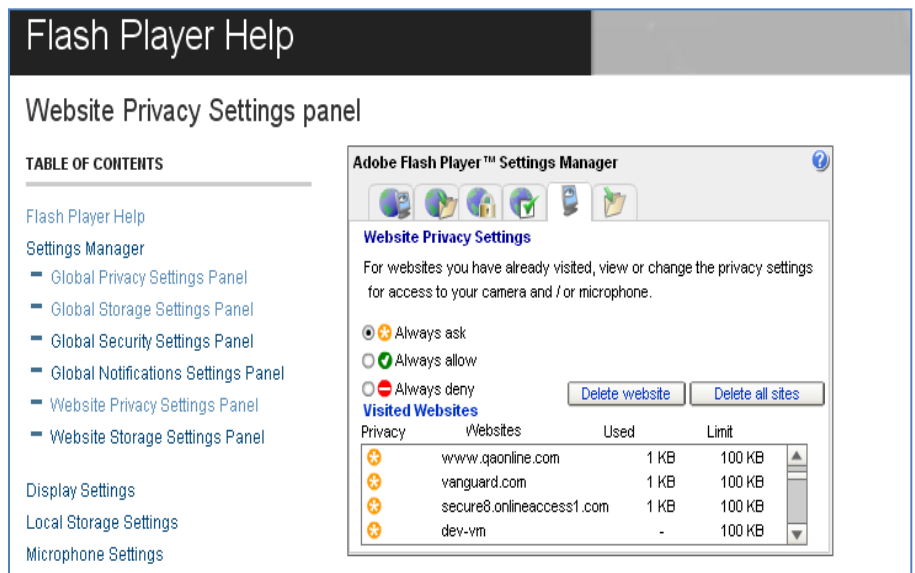 Flash Player Help
Website Privacy Settings panel
TABLE OF CONTENTS
Flash Player Help
Settings Manager
Global Privacy Settings Panel
Global Storage Settings Panel
Global Security Settings Panel
Global Notifications Settings Panel
Website Privacy Settings Panel
Website Storage Settings Panel
Display Settings
Local Storage Settings
Microphone Settings
Adobe Flash Player™ Settings Manager
?
Website Privacy Settings
For websites you have already visited, view or change the privacy settings
for access to your camera and / or microphone.
Always ask
Always allow
Always deny
Delete website Delete all sites
Visited Websites
Privacy Websites Used Limit
wwww.qaonline.com 1 KB 100 KB
vanguard.com 1 KB 100 KB
secure8.onlineaccess1.com 1 KB 100 KB
dev-vm - 100 KB